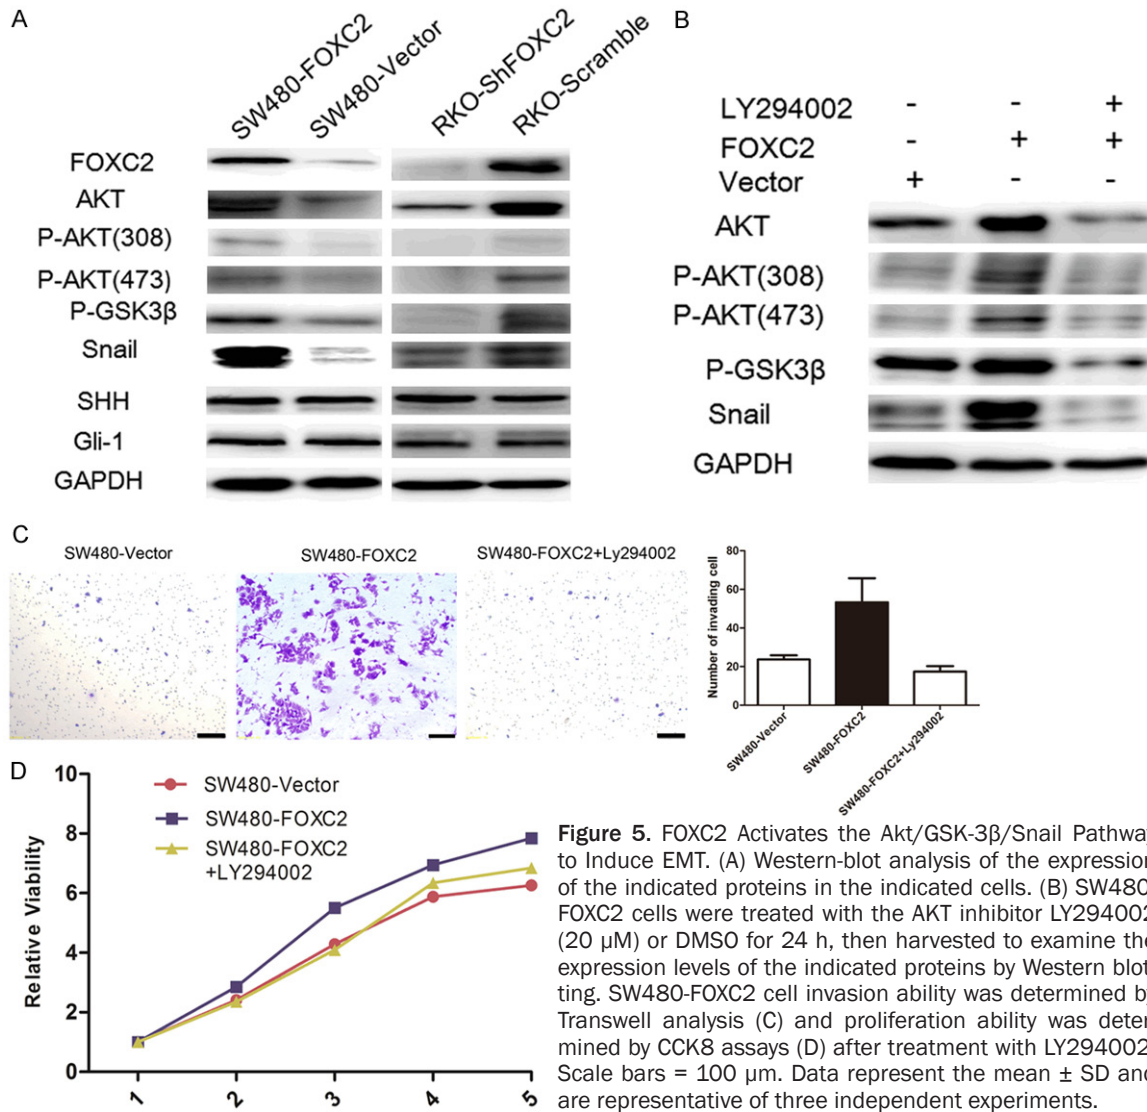 A
SW480-FOXC2
SW480-Vector
RKO-ShFOXC2
RKO-Scramble
FOXC2
AKT
P-AKT(308)
P-AKT(473)
P-GSK3β
Snail
SHH
Gli-1
GAPDH
B
LY294002 - - +
FOXC2 - + +
Vector + - -
AKT
P-AKT(308)
P-AKT(473)
P-GSK3β
Snail
GAPDH
C
SW480-Vector
SW480-FOXC2
SW480-FOXC2+Ly294002
Number of invading cell
80
60
40
20
0
SW480-Vector
SW480-FOXC2
SW480-FOXC2+Ly294002
D
Relative Viability
10
8
6
4
2
0
SW480-Vector
SW480-FOXC2
SW480-FOXC2
+LY294002
1 2 3 4 5
Figure 5. FOXC2 Activates the Akt/GSK-3β/Snail Pathway
to Induce EMT. (A) Western-blot analysis of the expression
of the indicated proteins in the indicated cells. (B) SW480-
FOXC2 cells were treated with the AKT inhibitor LY294002
(20 μM) or DMSO for 24 h, then harvested to examine the
expression levels of the indicated proteins by Western blot-
ting. SW480-FOXC2 cell invasion ability was determined by
Transwell analysis (C) and proliferation ability was deter-
mined by CCK8 assays (D) after treatment with LY294002.
Scale bars = 100 μm. Data represent the mean ± SD and
are representative of three independent experiments.